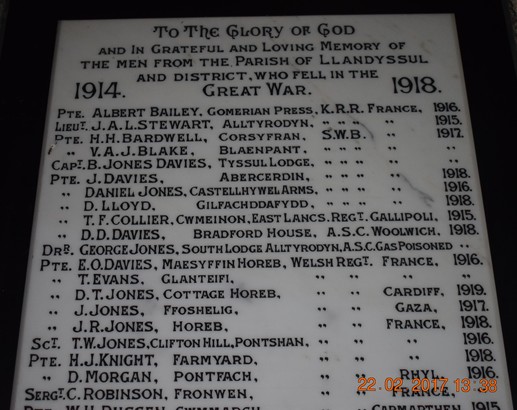 To The Glory of God
and in Grateful and Loving Memory of
the men from the Parish of Llandyssul
and district, who fell in the
1914. Great War. 1918.
Pte. Albert Bailey, Gomerian Press, K.R.R. France, 1916.
Lieut. J.A.L. Stewart, Alltyrodyn, " " " " 1915.
Pte. H.H. Bardwell, Corsyfran, S.W.B. " 1917.
" V.A.J. Blake, Blaenpant, " " " " "
Capt. B. Jones Davies, Tyssul Lodge, " " " " "
Pte. J. Davies, Abercerdin, " " " " 1918.
" Daniel Jones, Castellhywel Arms, " " " " 1916.
" D. Lloyd, Gilfachddafydd, " " " " 1918.
" T.F. Collier, Cwmeinon, East Lancs. Regt. Gallipoli, 1915.
" D.D. Davies, Bradford House, A.S.C. Woolwich, 1918.
Drr. George Jones, South Lodge Alltyrodyn, A.S.C. Gas Poisoned "
Pte. E.O. Davies, Maesyffin Horeb, Welsh Regt. France, 1916.
" T. Evans, Glanteifi, " " " "
" D.T. Jones, Cottage Horeb, " " Cardiff, 1919.
" J. Jones, Ffoshelig, " " Gaza, 1917.
" J.R. Jones, Horeb, " " France, 1918.
Sgt. T.W. Jones, Clifton Hill, Pontshan, " " " 1916.
Pte. H.J. Knight, Farmyard, " " " 1918.
" D. Morgan, Pontfach, " " Rhyl, 1916.
Sergt. C. Robinson, Fronwen, " " France, 1915.
22.02.2017 13:38